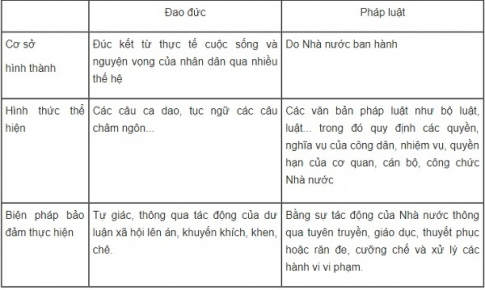 Đao đức
Pháp luật
Cơ sở
hình thành
Đúc kết từ thực tế cuộc sống và
nguyện vọng của nhân dân qua nhiều
thế hệ
Do Nhà nước ban hành
Hình thức thể
hiện
Các câu ca dao, tục ngữ các câu
châm ngôn...
Các văn bản pháp luật như bộ luật,
luật... trong đó quy định các quyền,
nghĩa vụ của công dân, nhiệm vụ, quyền
hạn của cơ quan, cán bộ, công chức
Nhà nước
Biện pháp bảo
đảm thực hiện
Tự giác, thông qua tác động của dư
luận xã hội lên án, khuyến khích, khen,
chê.
Bằng sự tác động của Nhà nước thông
qua tuyên truyền, giáo dục, thuyết phục
hoặc răn đe, cưỡng chế và xử lý các
hành vi vi phạm.